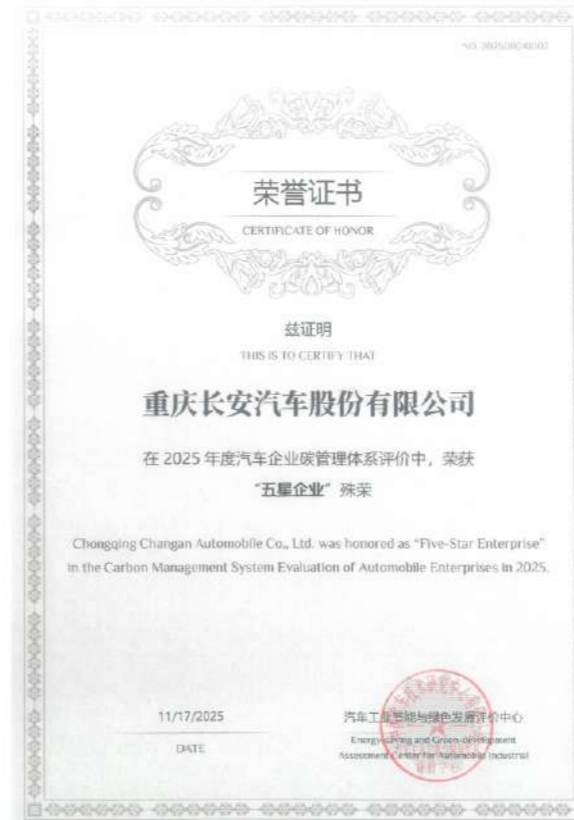 荣誉证书
CERTIFICATE OF HONOR
兹证明
THIS IS TO CERTIFY THAT
重庆长安汽车股份有限公司
在 2025 年度汽车企业碳管理体系评价中，荣获
“五星企业” 殊荣
Chongqing Changan Automobile Co., Ltd. was honored as “Five-Star Enterprise”
in the Carbon Management System Evaluation of Automobile Enterprises in 2025.
11/17/2025
DATE
汽车工业节能与绿色发展评价中心
Energy-saving and Green-development
Assessment Center for Automobile Industrial